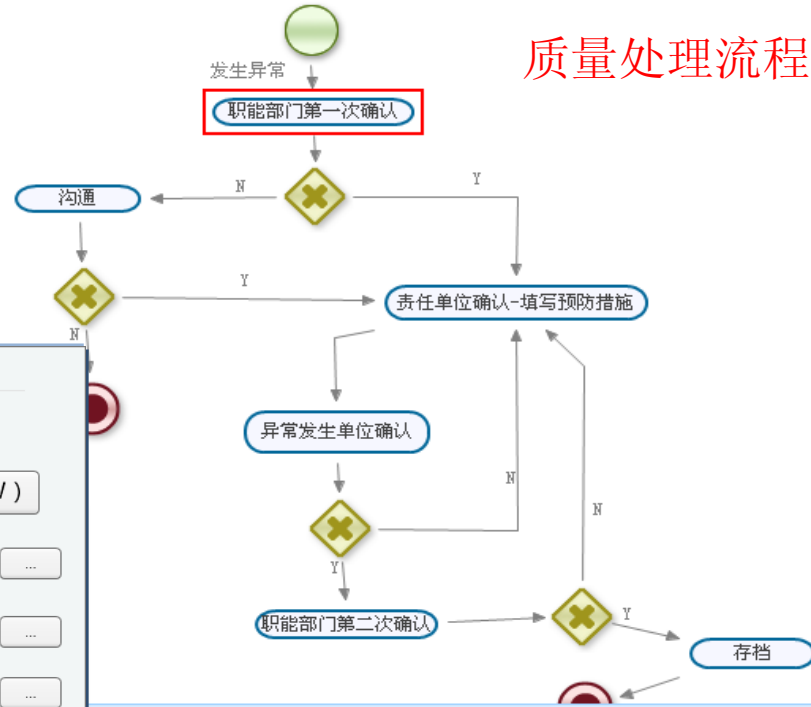 质量处理流程
发生异常
职能部门第一次确认
N
Y
沟通
Y
责任单位确认-填写预防措施
N
异常发生单位确认
N
N
Y
职能部门第二次确认
Y
存档
)
...
...
...